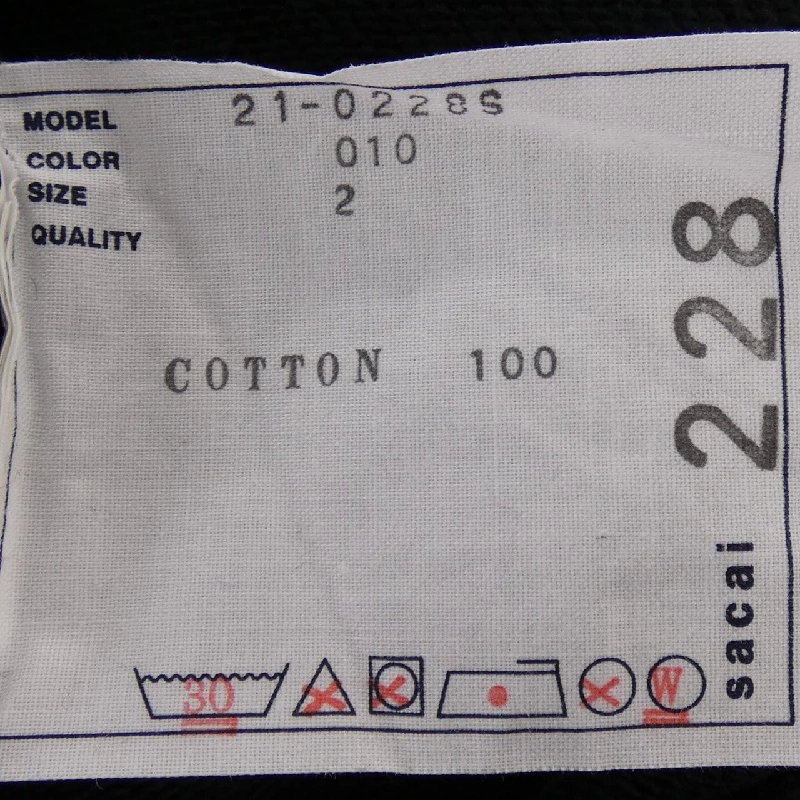 MODEL 21-0228S
COLOR 010
SIZE 2
QUALITY
COTTON 100
228
sacai
30
W